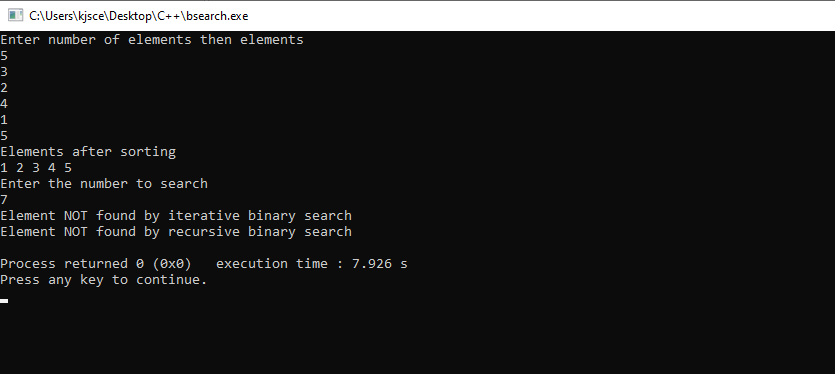 C:\Users\kjsce\Desktop\C++\bsearch.exe
Enter number of elements then elements
5
3
2
4
1
5
Elements after sorting
1 2 3 4 5
Enter the number to search
7
Element NOT found by iterative binary search
Element NOT found by recursive binary search
Process returned 0 (0x0)   execution time : 7.926 s
Press any key to continue.